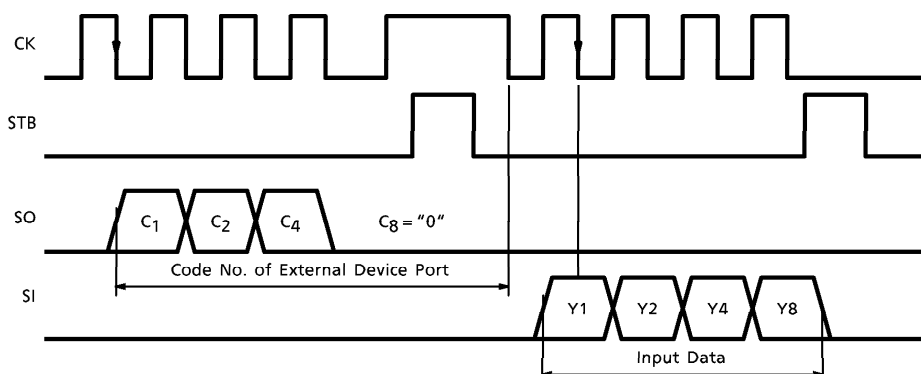 CK
STB
SO
C1
C2
C4
C8 = "0"
Code No. of External Device Port
SI
Y1
Y2
Y4
Y8
Input Data